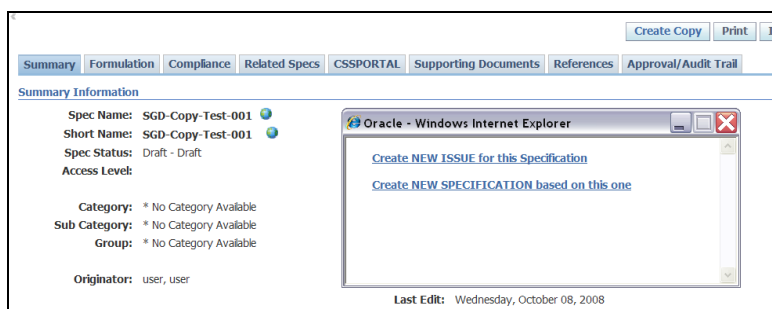 Create Copy Print
Summary Formulation Compliance Related Specs CSSPORTAL Supporting Documents References Approval/Audit Trail
Summary Information
Spec Name: SGD-Copy-Test-001
Short Name: SGD-Copy-Test-001
Spec Status: Draft - Draft
Access Level:
Category: * No Category Available
Sub Category: * No Category Available
Group: * No Category Available
Originator: user, user
Oracle - Windows Internet Explorer
Create NEW ISSUE for this Specification
Create NEW SPECIFICATION based on this one
Last Edit: Wednesday, October 08, 2008